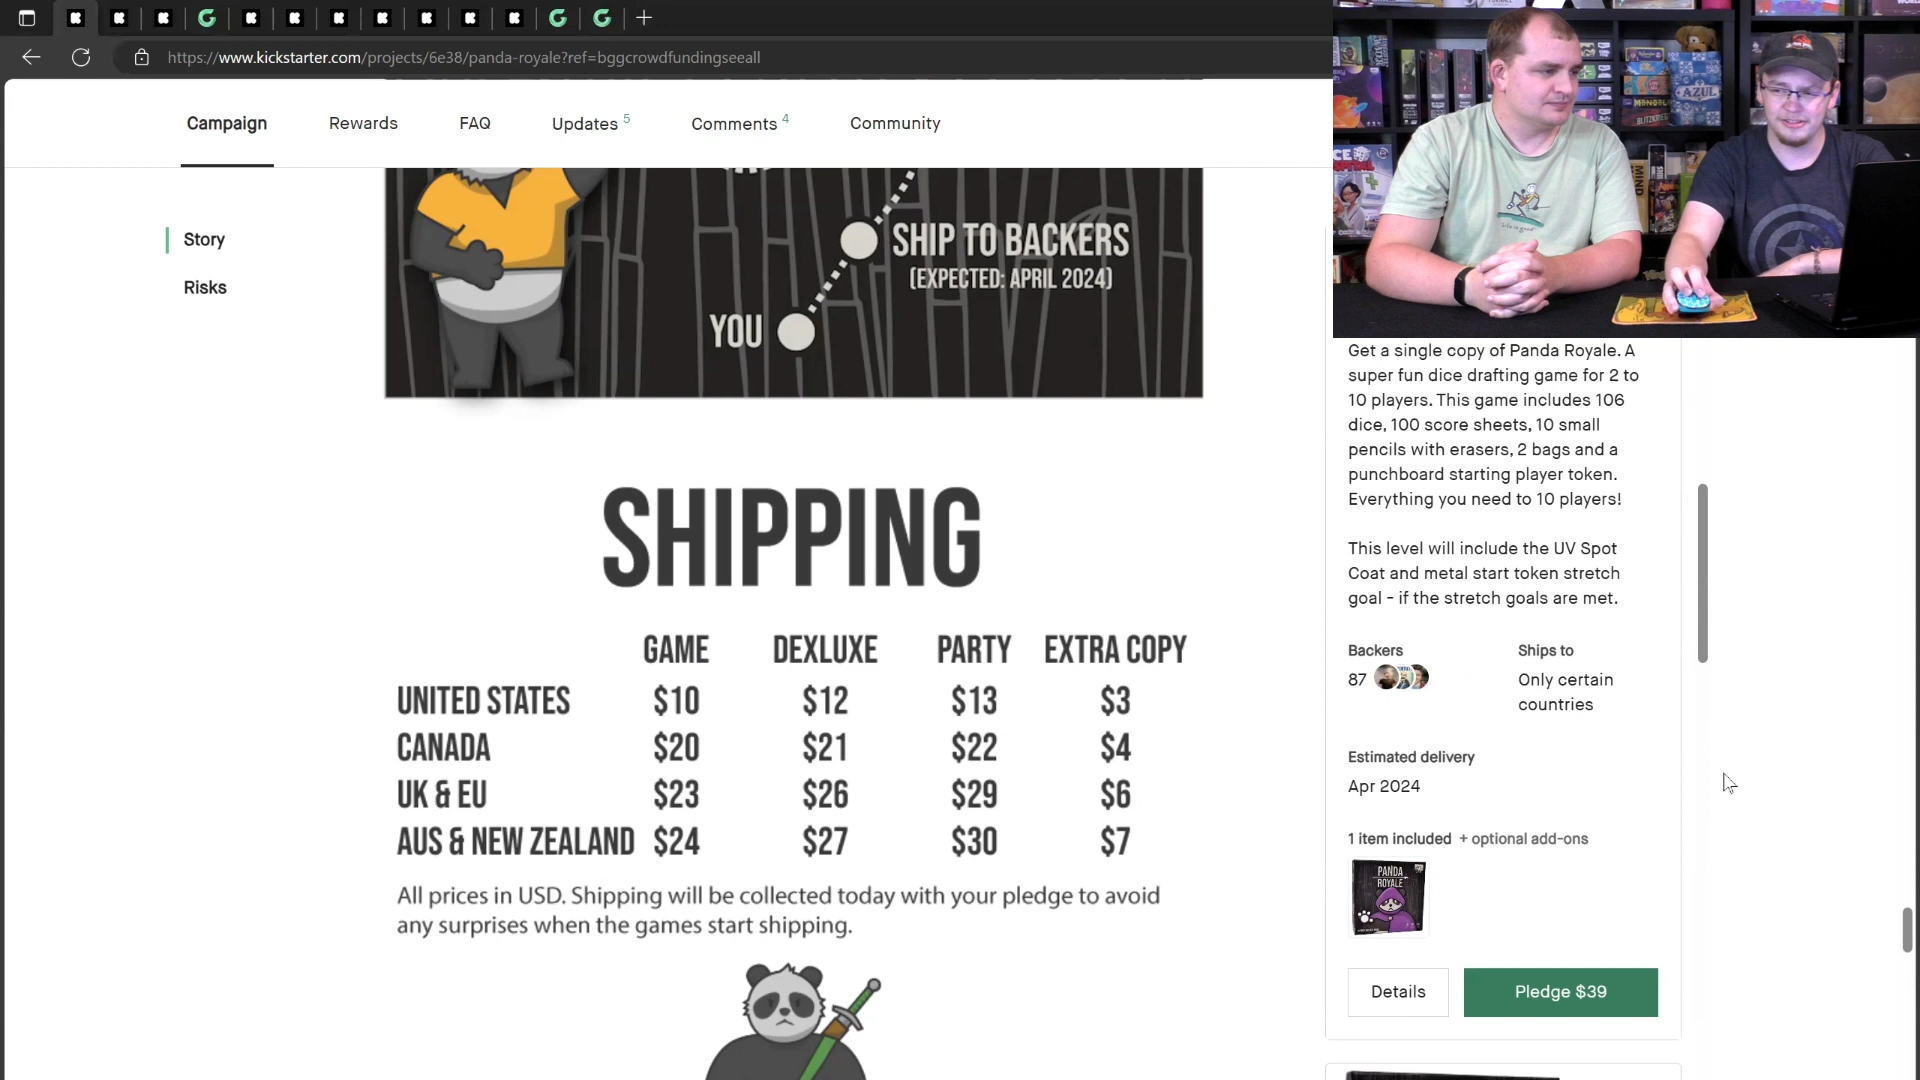 https://www.kickstarter.com/projects/6e38/panda-royale?ref=bggcrowdfundingseeall
Campaign
Rewards
FAQ
Updates 5
Comments 4
Community
Story
Risks
SHIP TO BACKERS
(EXPECTED: APRIL 2024)
YOU
SHIPPING
GAME DEXLUXE PARTY EXTRA COPY
UNITED STATES $10 $12 $13 $3
CANADA $20 $21 $22 $4
UK & EU $23 $26 $29 $6
AUS & NEW ZEALAND $24 $27 $30 $7
All prices in USD. Shipping will be collected today with your pledge to avoid
any surprises when the games start shipping.
AZUL
MIND
Get a single copy of Panda Royale. A
super fun dice drafting game for 2 to
10 players. This game includes 106
dice, 100 score sheets, 10 small
pencils with erasers, 2 bags and a
punchboard starting player token.
Everything you need to 10 players!
This level will include the UV Spot
Coat and metal start token stretch
goal - if the stretch goals are met.
Backers
87
Ships to
Only certain
countries
Estimated delivery
Apr 2024
1 item included + optional add-ons
PANDA
ROYALE
Details
Pledge $39